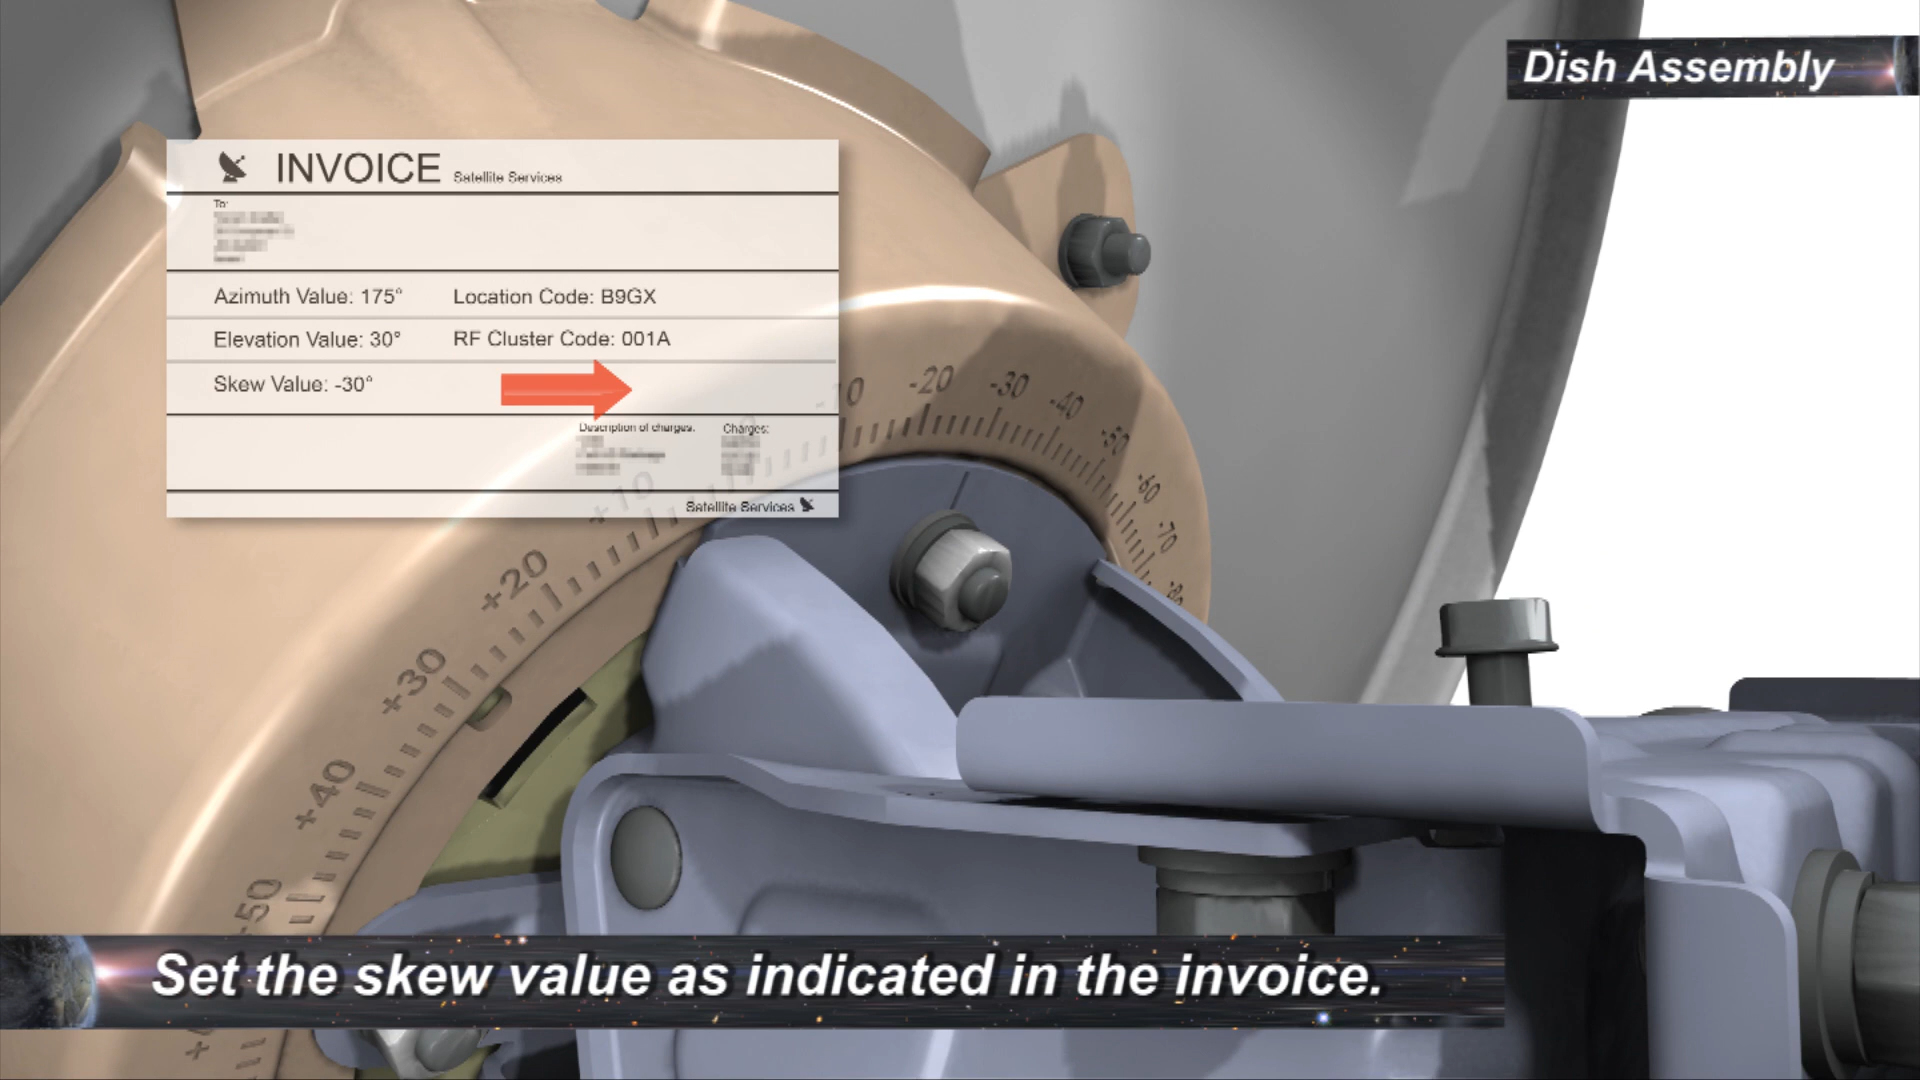 Dish Assembly
INVOICE Satellite Services
To:
Azimuth Value: 175° Location Code: B9GX
Elevation Value: 30° RF Cluster Code: 001A
Skew Value: -30°
Description of charges: Charges:
Satellite Services
-10 -20 -30 -40 -50 -60 -70
+10
+20
+30
+40
Set the skew value as indicated in the invoice.